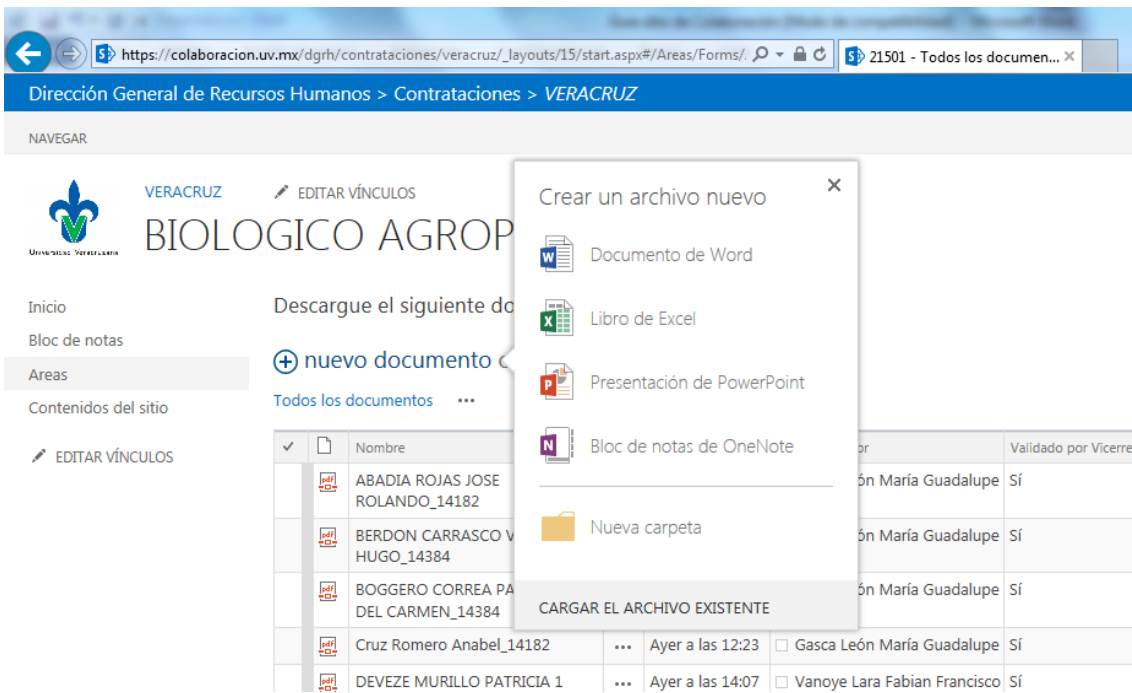 https://colaboracion.uv.mx/dgrh/contrataciones/veracruz/_layouts/15/start.aspx#/Areas/Forms/.
21501 - Todos los documen...
Dirección General de Recursos Humanos > Contrataciones > VERACRUZ
NAVEGAR
VERACRUZ EDITAR VÍNCULOS
BIOLOGICO AGROP
Universidad Veracruzana
Inicio
Bloc de notas
Areas
Contenidos del sitio
EDITAR VÍNCULOS
Descargue el siguiente do
nuevo documento
Todos los documentos ...
Crear un archivo nuevo
Documento de Word
Libro de Excel
Presentación de PowerPoint
Bloc de notas de OneNote
Nueva carpeta
CARGAR EL ARCHIVO EXISTENTE
Nombre or Validado por Vicerre
pdf ABADIA ROJAS JOSE ón María Guadalupe Sí
ROLANDO_14182
pdf BERDON CARRASCO V ón María Guadalupe Sí
HUGO_14384
pdf BOGGERO CORREA PA ón María Guadalupe Sí
DEL CARMEN_14384
pdf Cruz Romero Anabel_14182 ... Ayer a las 12:23 Gasca León María Guadalupe Sí
pdf DEVEZE MURILLO PATRICIA 1 ... Ayer a las 14:07 Vanoye Lara Fabian Francisco Sí